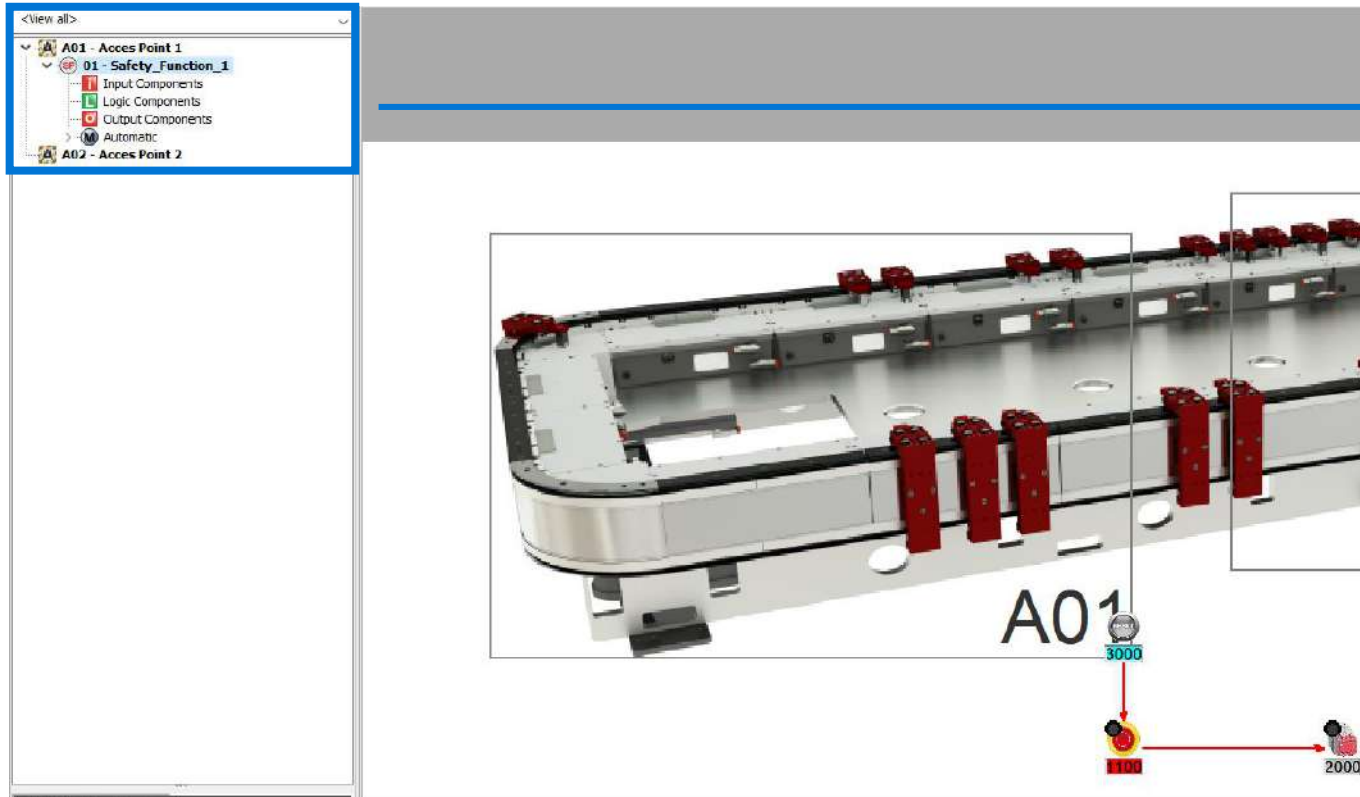 <View all>
A01 - Acces Point 1
01 - Safety_Function_1
Input Components
Logic Components
Output Components
Automatic
A02 - Acces Point 2
A01
3000
1100
2000